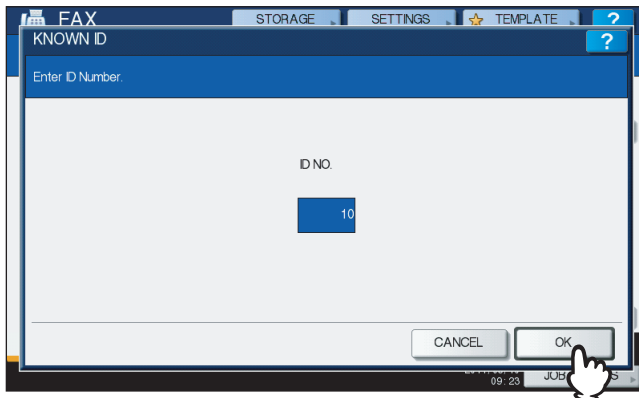 FAX
STORAGE
SETTINGS
TEMPLATE
?
KNOWN ID
?
Enter ID Number.
ID NO.
10
CANCEL
OK
09:23
JOB